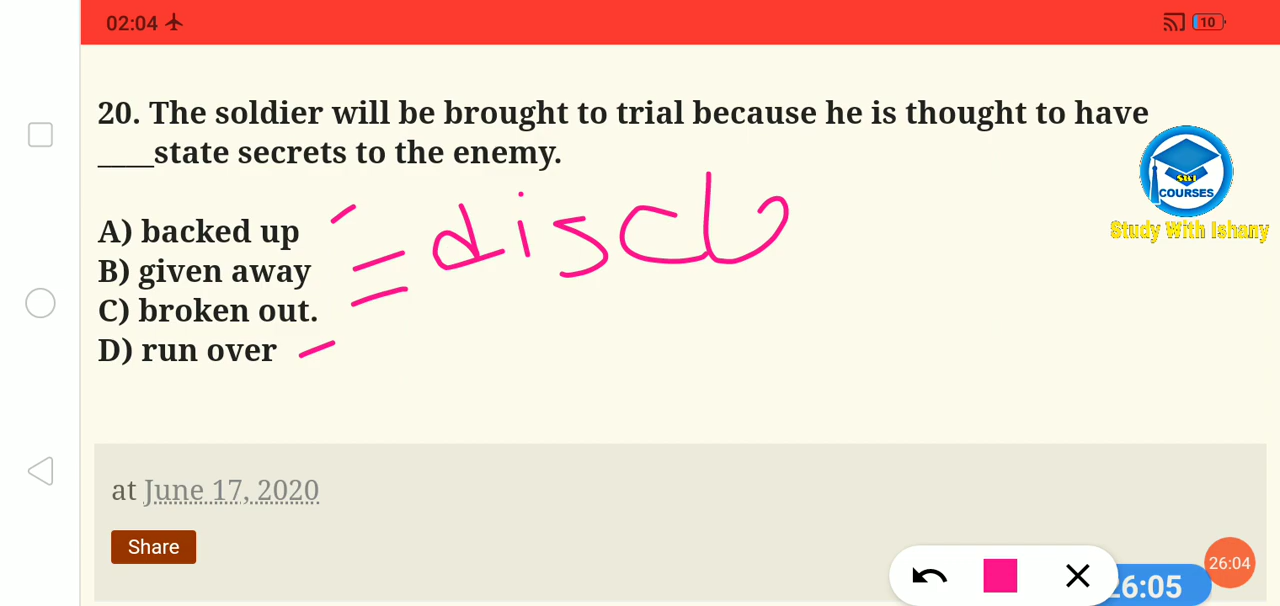 02:04
10
20. The soldier will be brought to trial because he is thought to have
____state secrets to the enemy.
A) backed up
B) given away
C) broken out.
D) run over
= disclo
SWI
COURSES
Study With Ishany
at June 17, 2020
Share
26:04
26:05